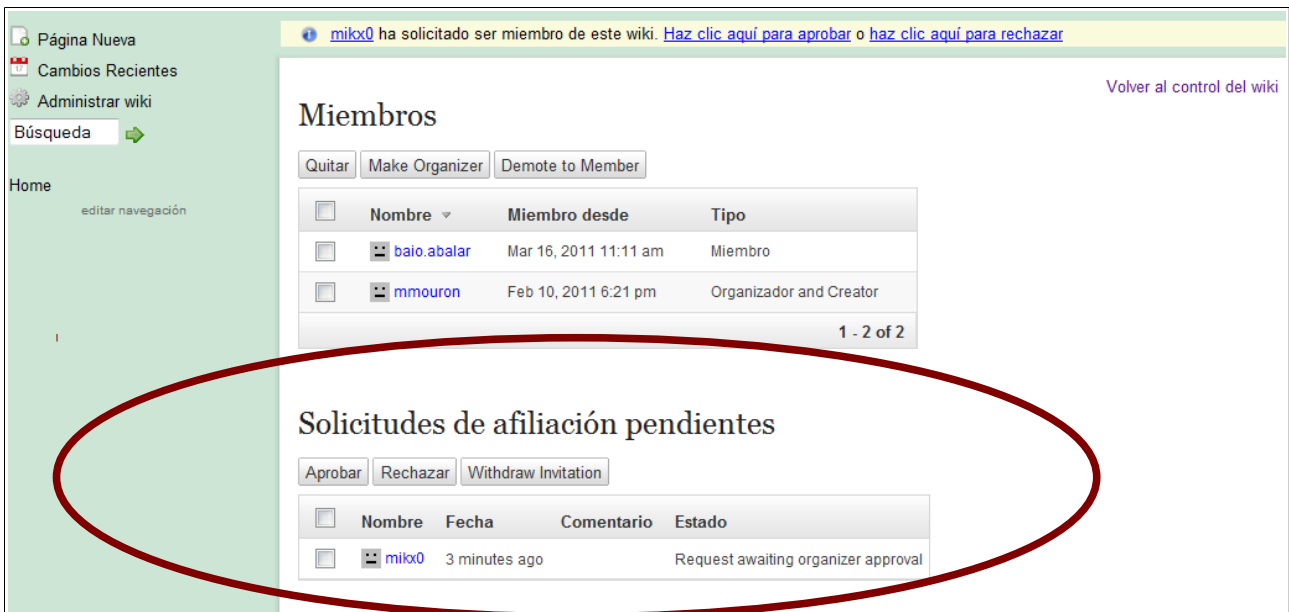 Página Nueva
Cambios Recientes
17
Administrar wiki
Búsqueda
Home
editar navegación
mikx0 ha solicitado ser miembro de este wiki. Haz clic aquí para aprobar o haz clic aquí para rechazar
Volver al control del wiki
Miembros
Quitar Make Organizer Demote to Member
Nombre Miembro desde Tipo
baio.abalar Mar 16, 2011 11:11 am Miembro
mmouron Feb 10, 2011 6:21 pm Organizador and Creator
1 - 2 of 2
Solicitudes de afiliación pendientes
Aprobar Rechazar Withdraw Invitation
Nombre Fecha Comentario Estado
mikx0 3 minutes ago Request awaiting organizer approval